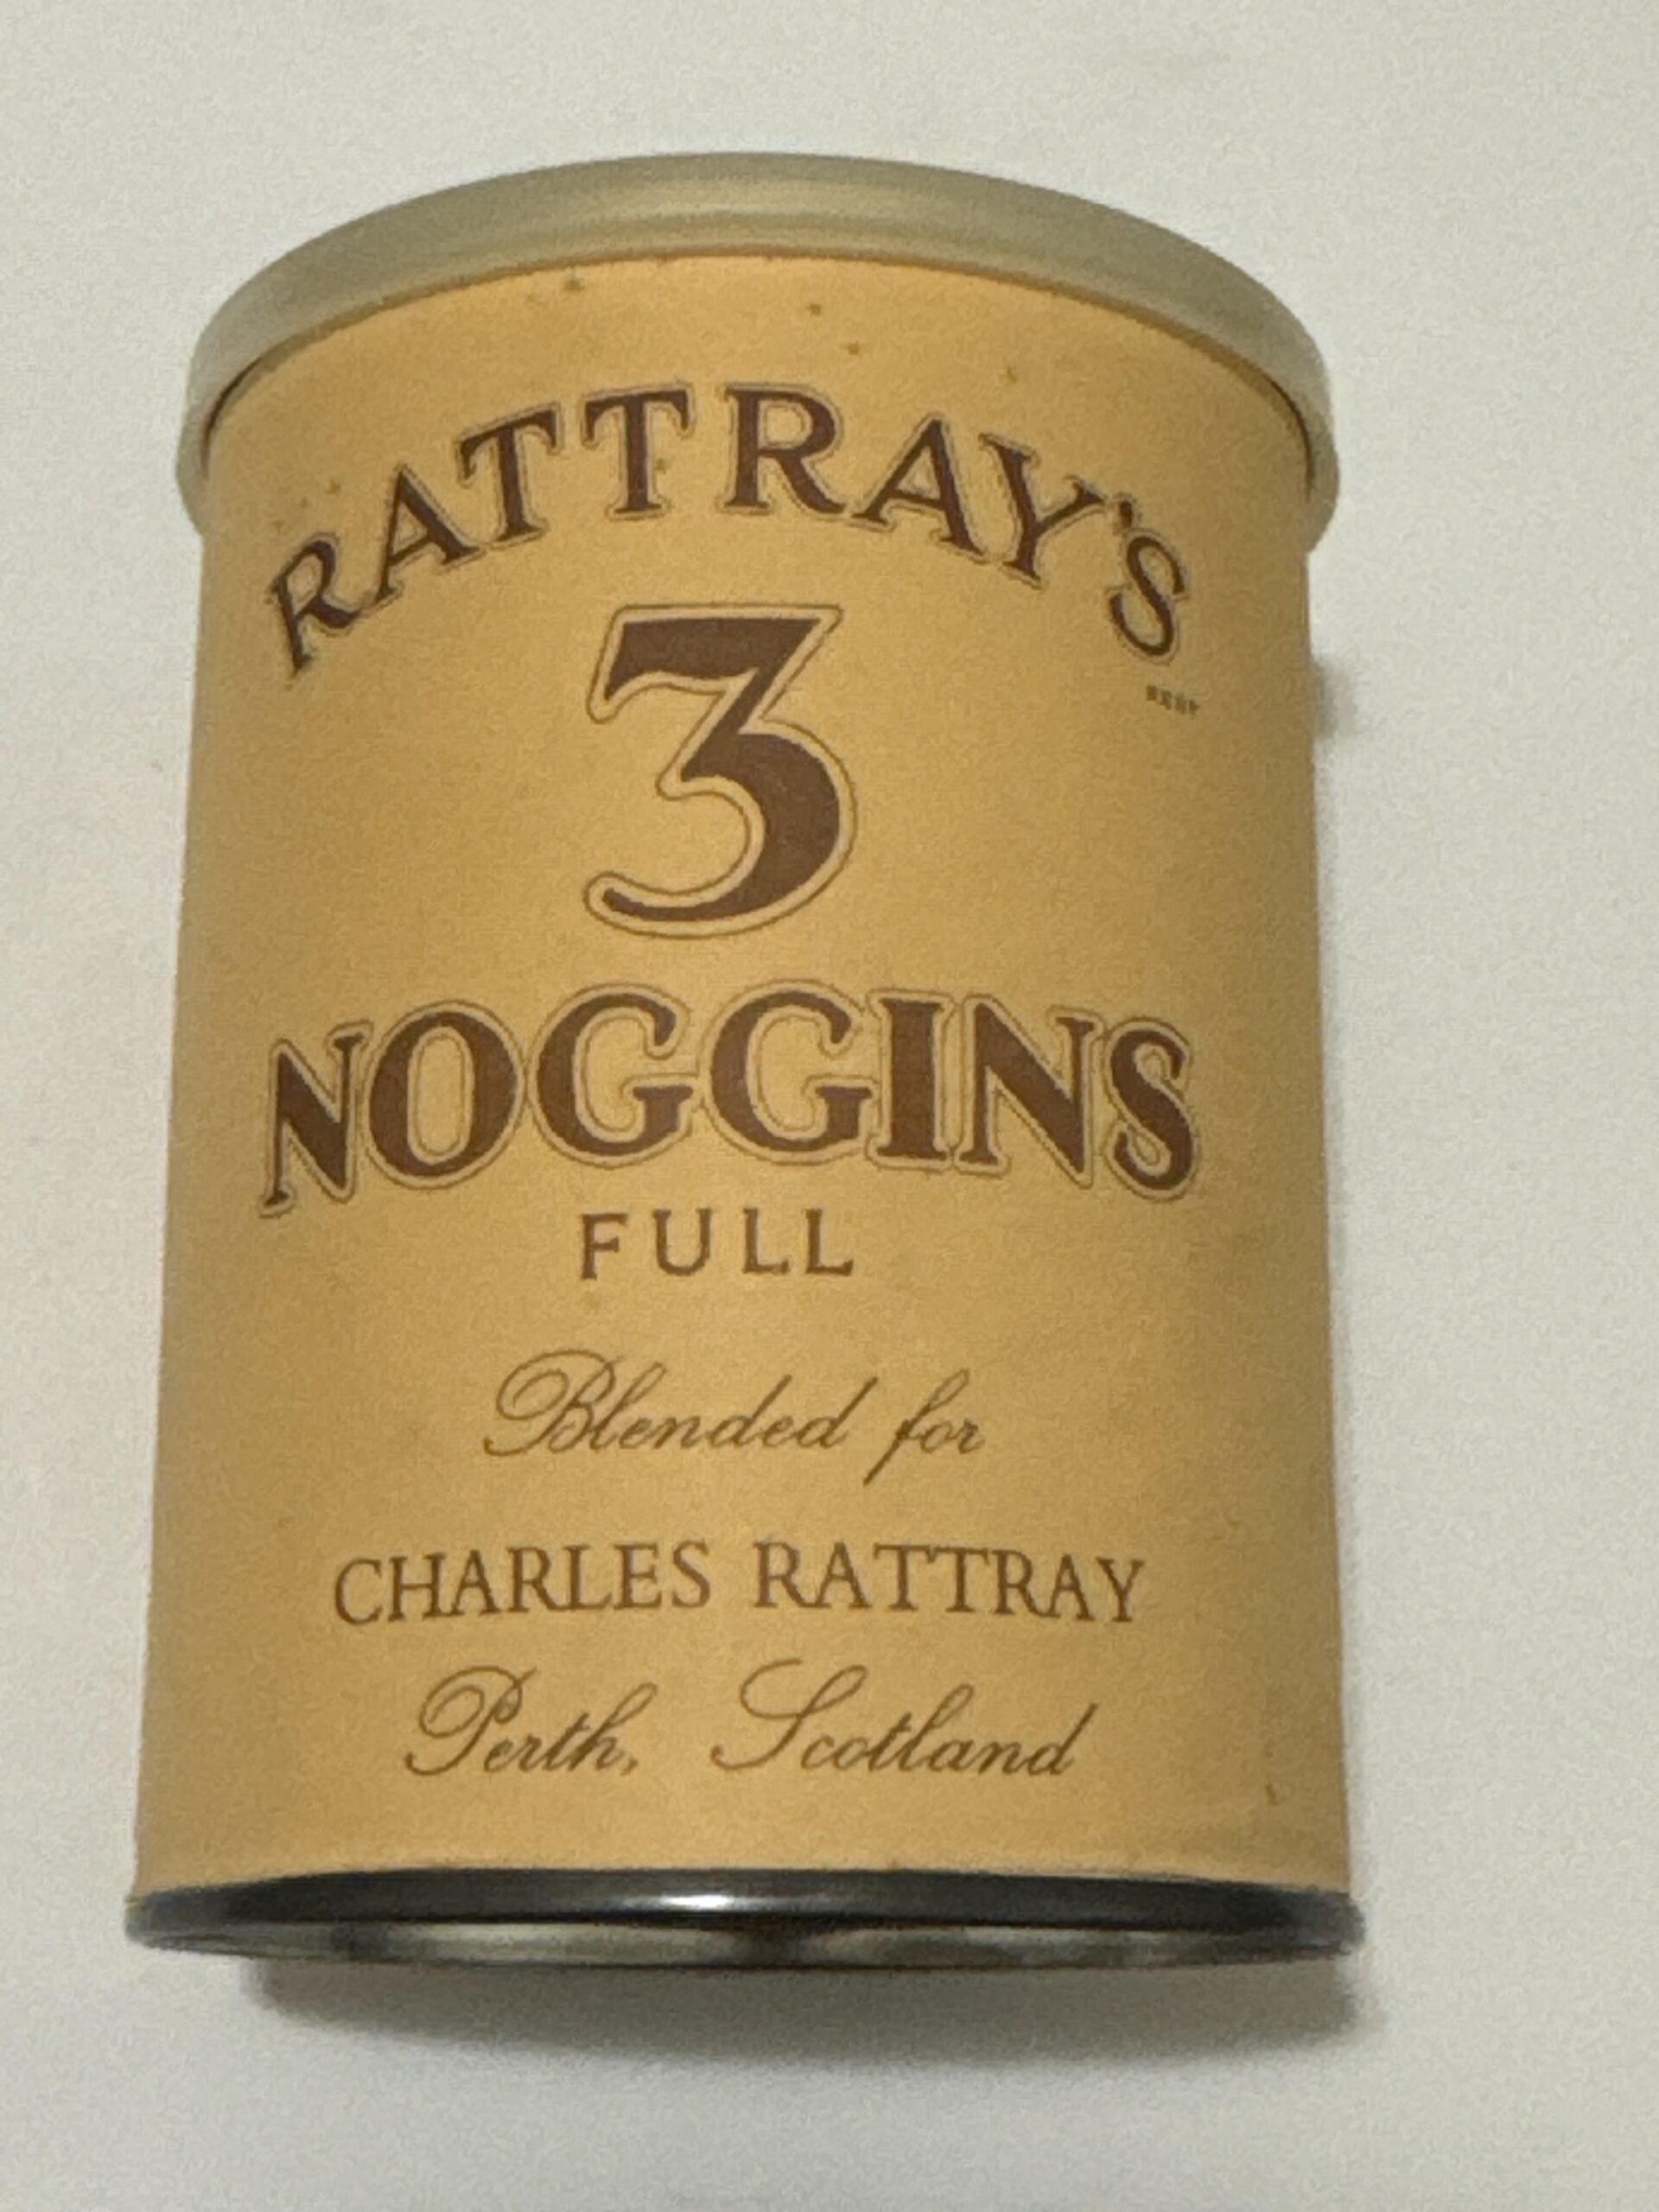 RATTRAY'S
3
NOGGINS
FULL
Blended for
CHARLES RATTRAY
Perth, Scotland